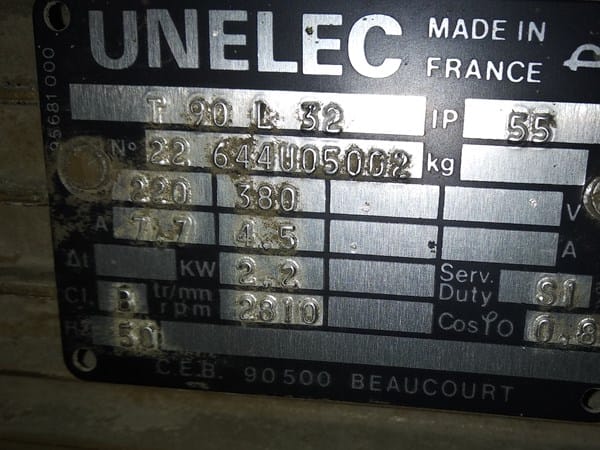 UNELEC MADE IN FRANCE
T 90 L 32 IP 55
N° 22 644U05002 kg
220 380 V
A 7.7 4.5 A
Δt KW 2.2 Serv. Duty S1
Cl. B tr/mn rpm 2810 Cos φ 0.8
Hz 50
C.E.B. 90500 BEAUCOURT
95681000